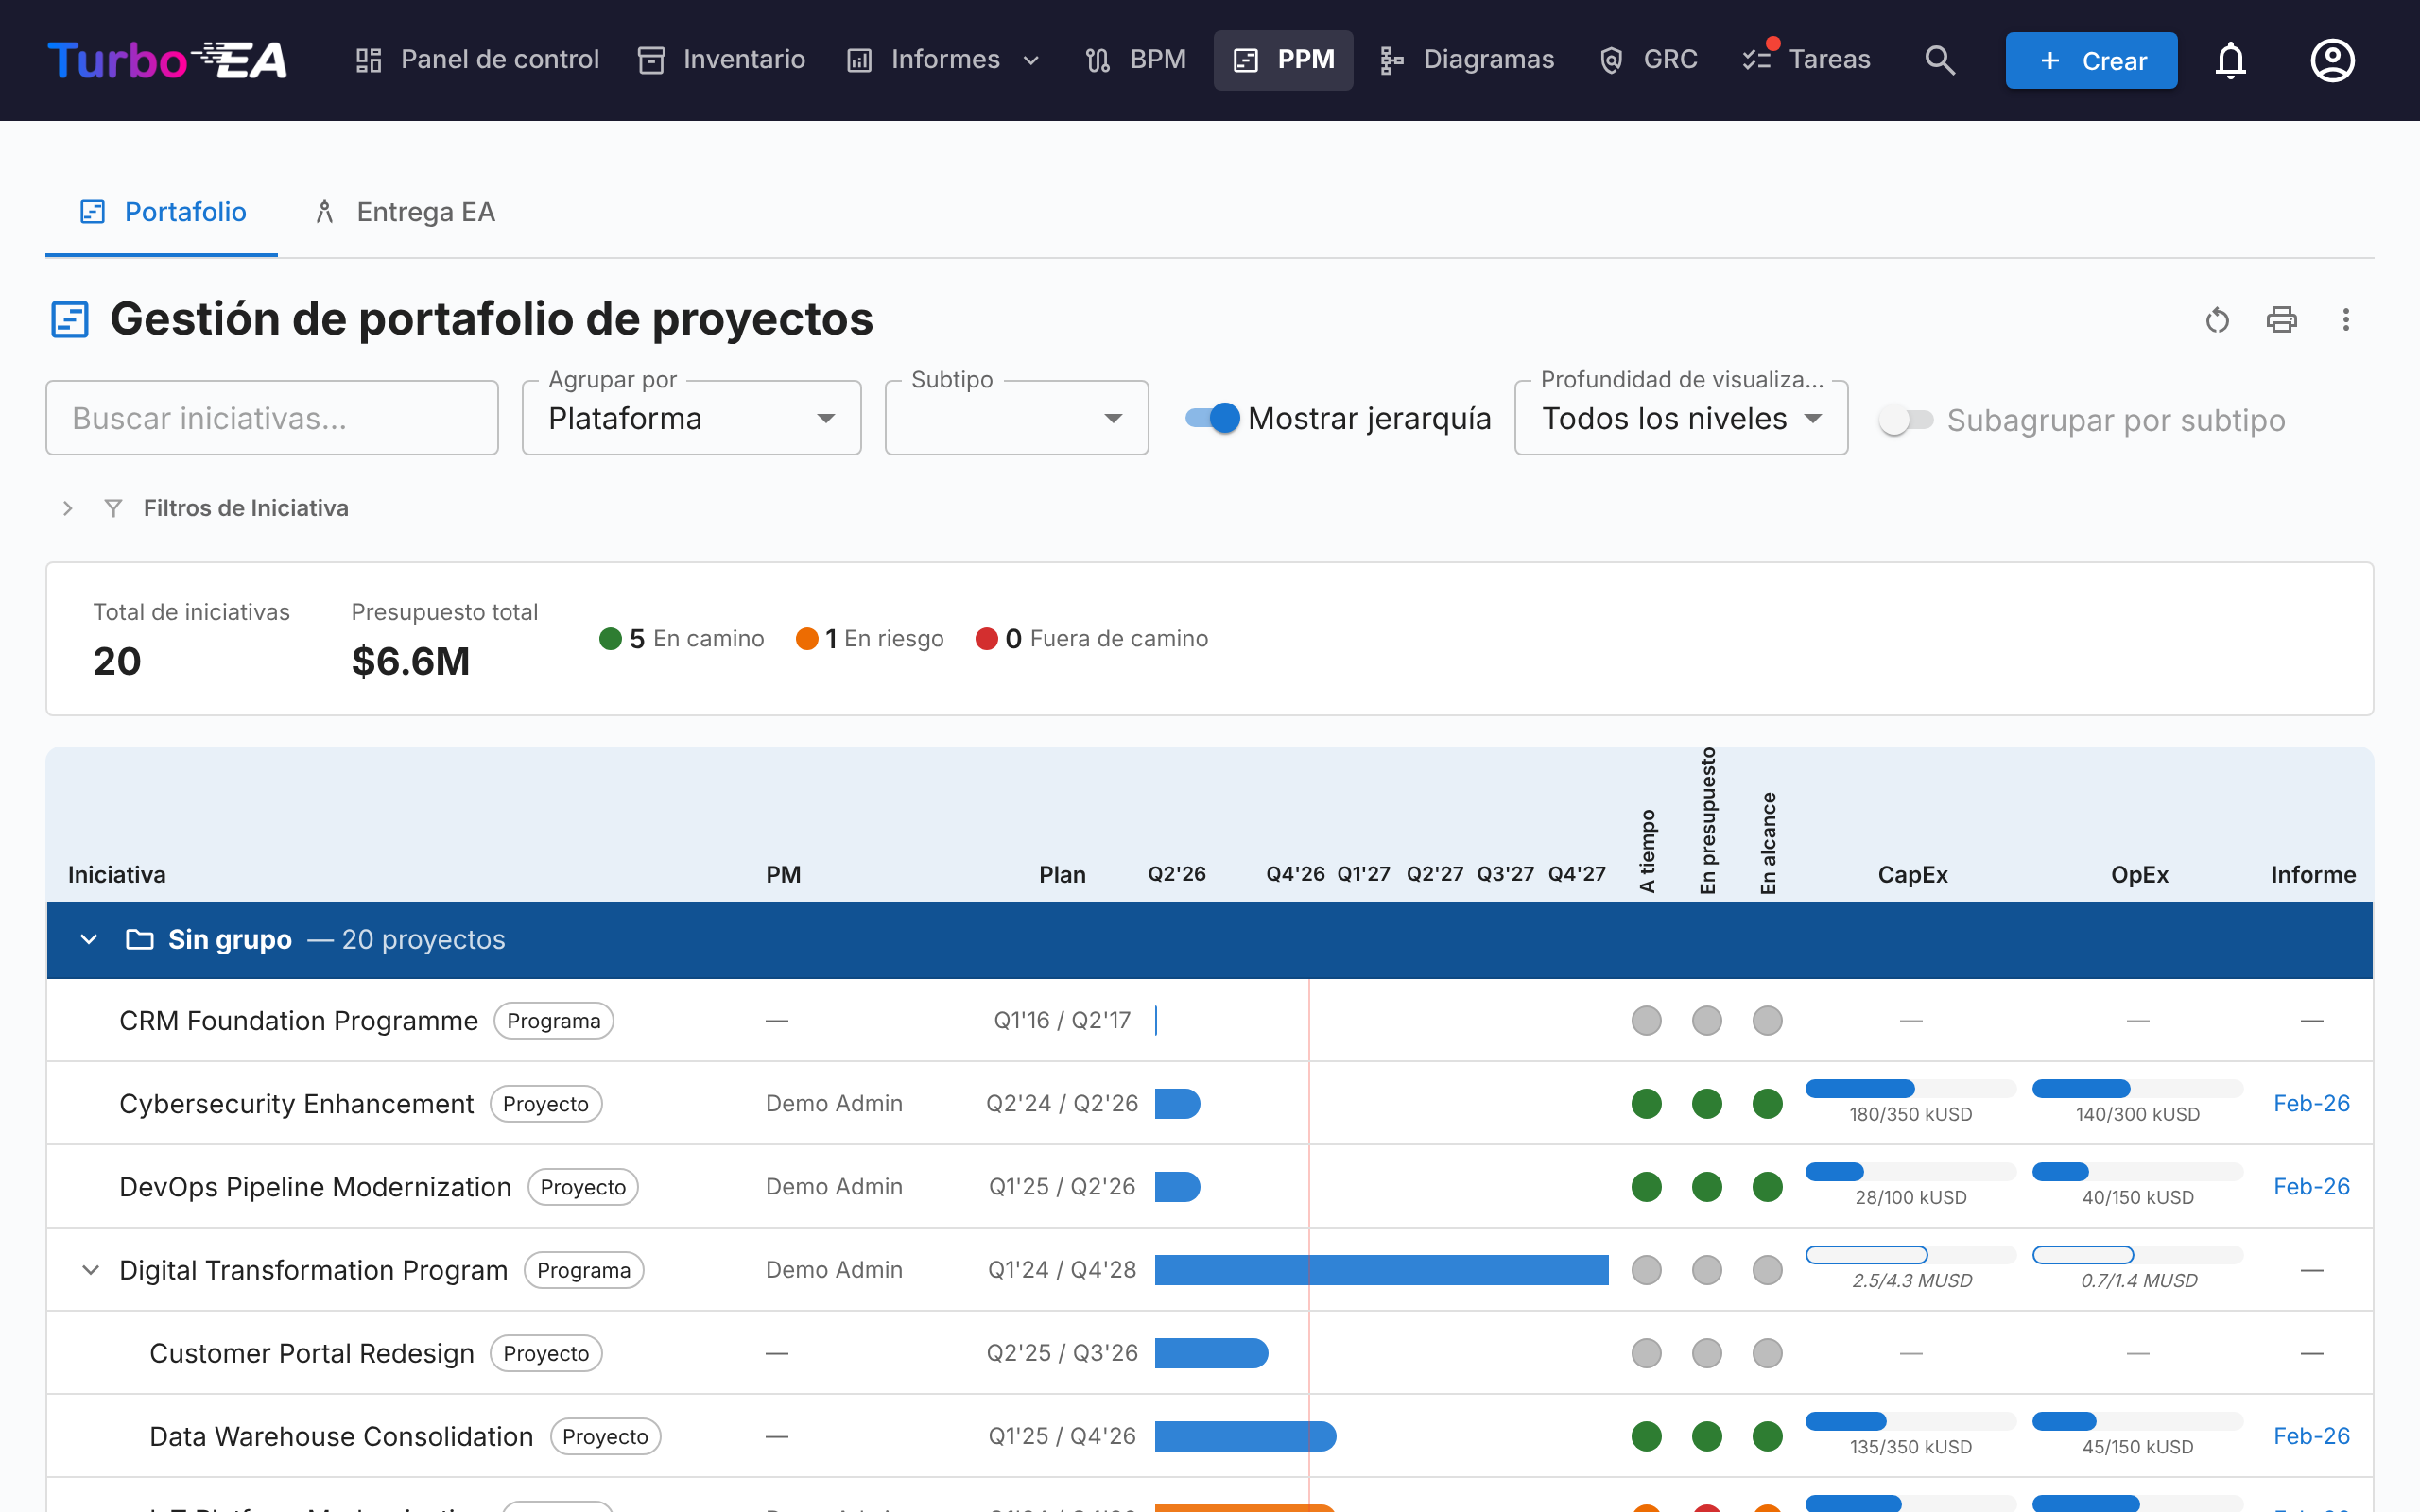 Turbo EA
Panel de control
Inventario
Informes
BPM
PPM
Diagramas
GRC
Tareas
+ Crear
Portafolio
Entrega EA
Gestión de portafolio de proyectos
Buscar iniciativas...
Agrupar por
Plataforma
Subtipo
Mostrar jerarquía
Profundidad de visualiza...
Todos los niveles
Subagrupar por subtipo
Filtros de Iniciativa
Total de iniciativas
20
Presupuesto total
$6.6M
5 En camino
1 En riesgo
0 Fuera de camino
Iniciativa
PM
Plan
Q2'26
Q4'26
Q1'27
Q2'27
Q3'27
Q4'27
A tiempo
En presupuesto
En alcance
CapEx
OpEx
Informe
Sin grupo — 20 proyectos
CRM Foundation Programme Programa — Q1'16 / Q2'17 — — —
Cybersecurity Enhancement Proyecto Demo Admin Q2'24 / Q2'26 180/350 kUSD 140/300 kUSD Feb-26
DevOps Pipeline Modernization Proyecto Demo Admin Q1'25 / Q2'26 28/100 kUSD 40/150 kUSD Feb-26
Digital Transformation Program Programa Demo Admin Q1'24 / Q4'28 2.5/4.3 MUSD 0.7/1.4 MUSD —
Customer Portal Redesign Proyecto — Q2'25 / Q3'26 — — —
Data Warehouse Consolidation Proyecto — Q1'25 / Q4'26 135/350 kUSD 45/150 kUSD Feb-26